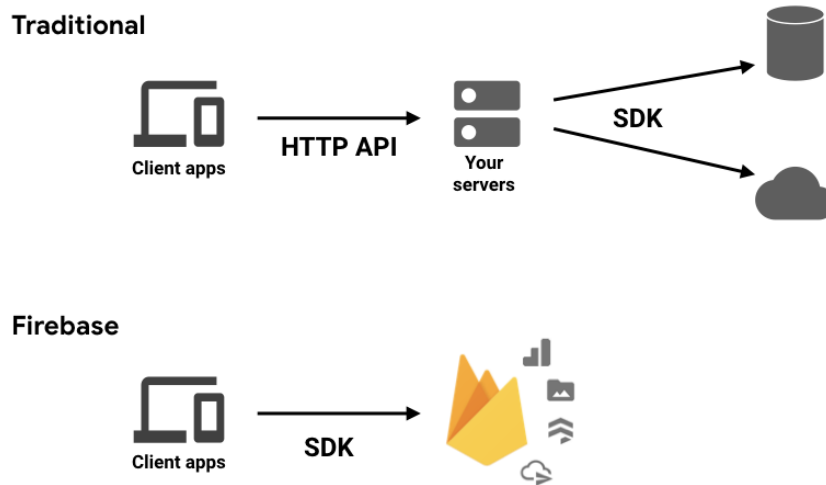 Traditional
HTTP API
SDK
Client apps
Your
servers
Firebase
SDK
Client apps